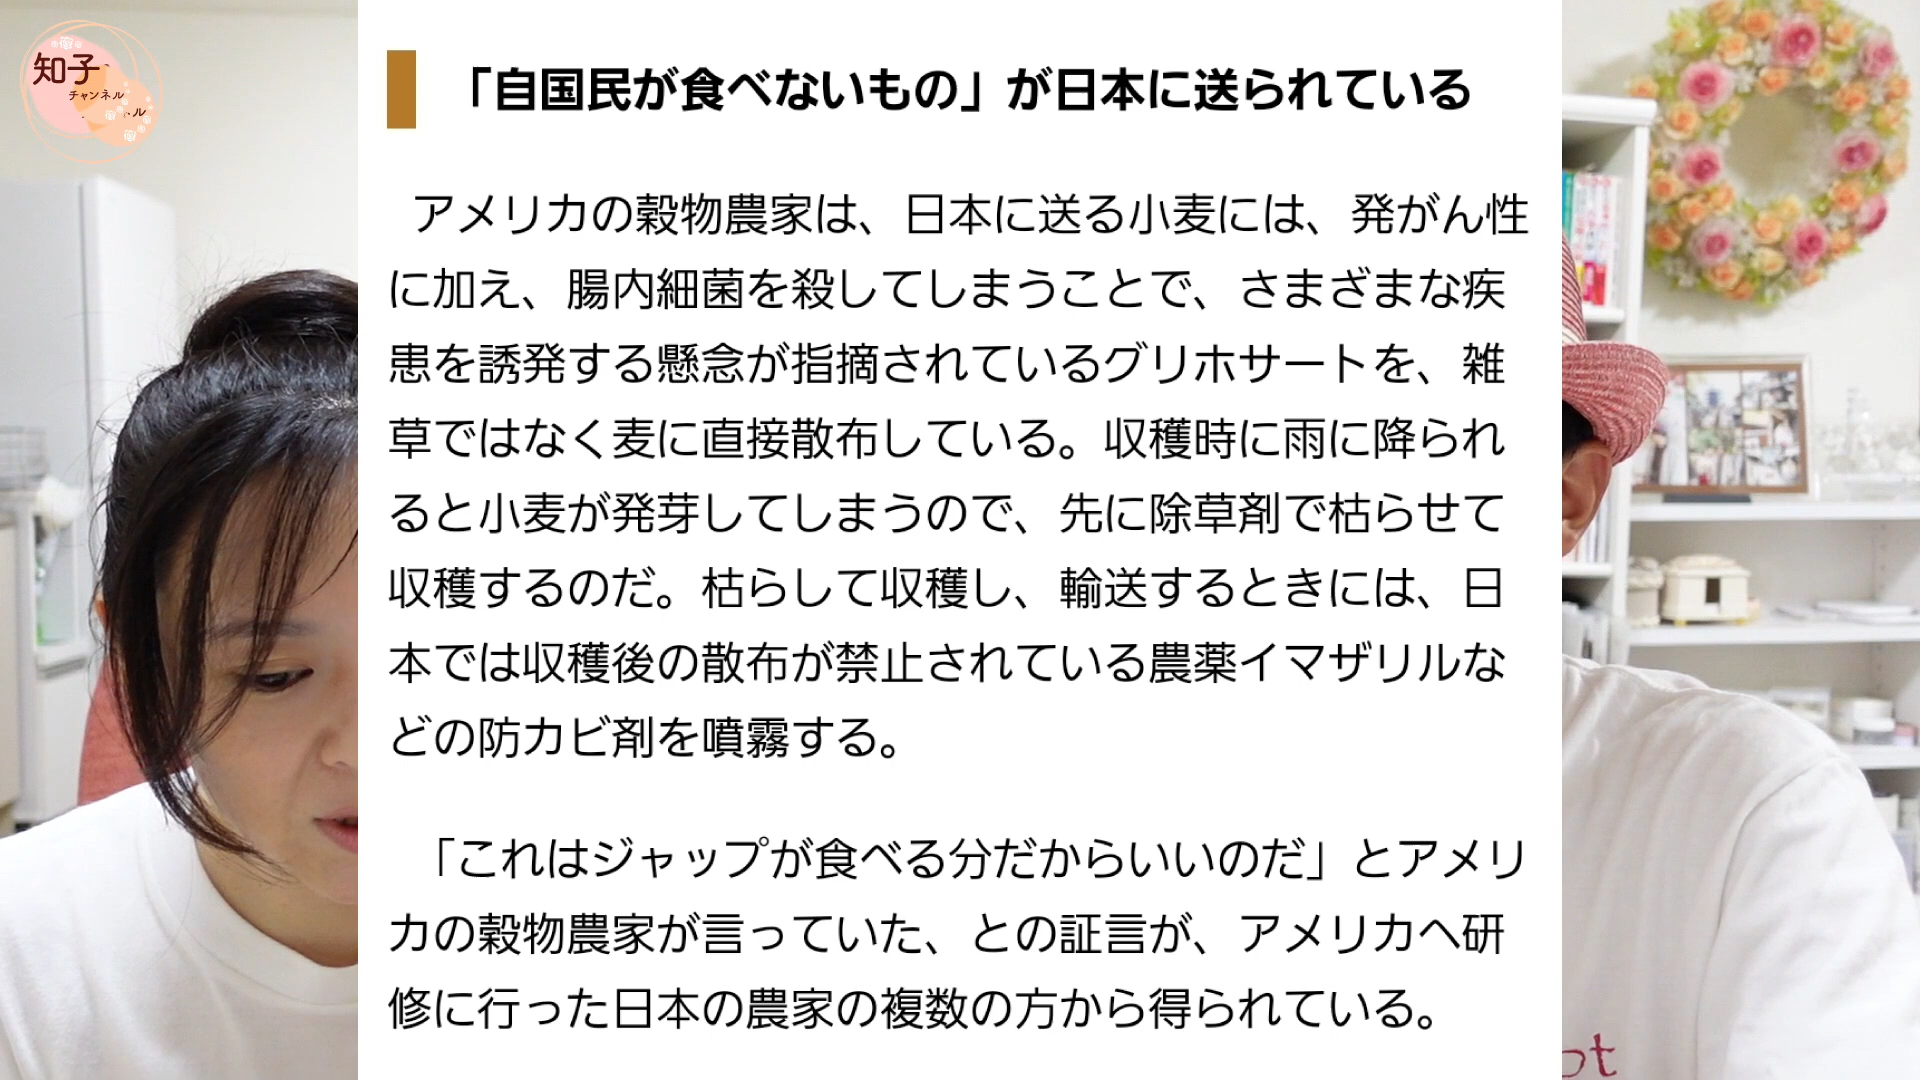 知子
チャンネル
「自国民が食べないもの」が日本に送られている
アメリカの穀物農家は、日本に送る小麦には、発がん性
に加え、腸内細菌を殺してしまうことで、さまざまな疾
患を誘発する懸念が指摘されているグリホサートを、雑
草ではなく麦に直接散布している。収穫時に雨に降られ
ると小麦が発芽してしまうので、先に除草剤で枯らせて
収穫するのだ。枯らして収穫し、輸送するときには、日
本では収穫後の散布が禁止されている農薬イマザリルな
どの防カビ剤を噴霧する。
「これはジャップが食べる分だからいいのだ」とアメリ
カの穀物農家が言っていた、との証言が、アメリカへ研
修に行った日本の農家の複数の方から得られている。
ot